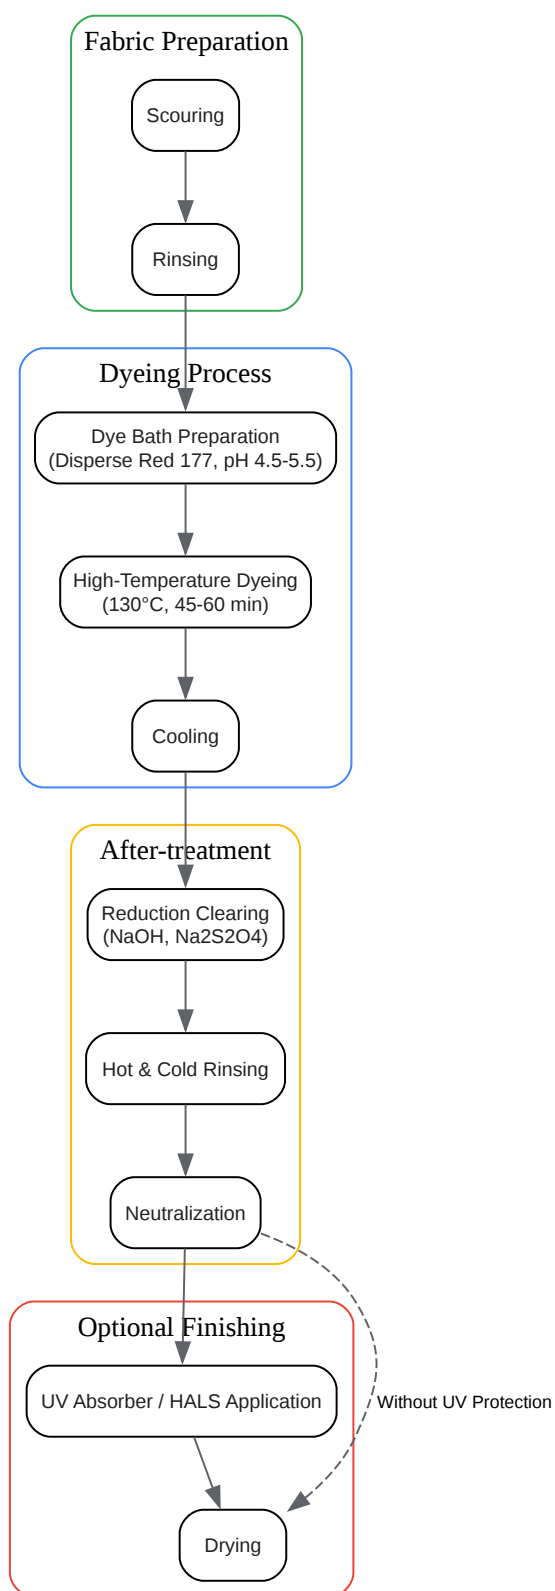 Fabric Preparation
Scouring
Rinsing
Dyeing Process
Dye Bath Preparation
(Disperse Red 177, pH 4.5-5.5)
High-Temperature Dyeing
(130°C, 45-60 min)
Cooling
After-treatment
Reduction Clearing
(NaOH, Na2S2O4)
Hot & Cold Rinsing
Neutralization
Optional Finishing
UV Absorber / HALS Application
Without UV Protection
Drying